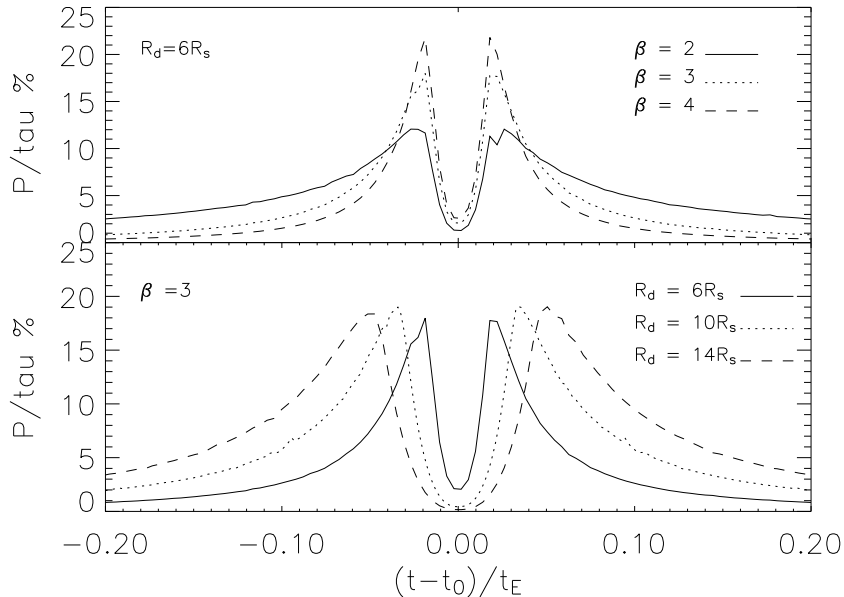 25
20
15
10
5
0
P/tau %
R_d=6R_s
β = 2
β = 3
β = 4
25
20
15
10
5
0
P/tau %
β =3
R_d = 6R_s
R_d = 10R_s
R_d = 14R_s
−0.20 −0.10 0.00 0.10 0.20
(t−t_0)/t_E